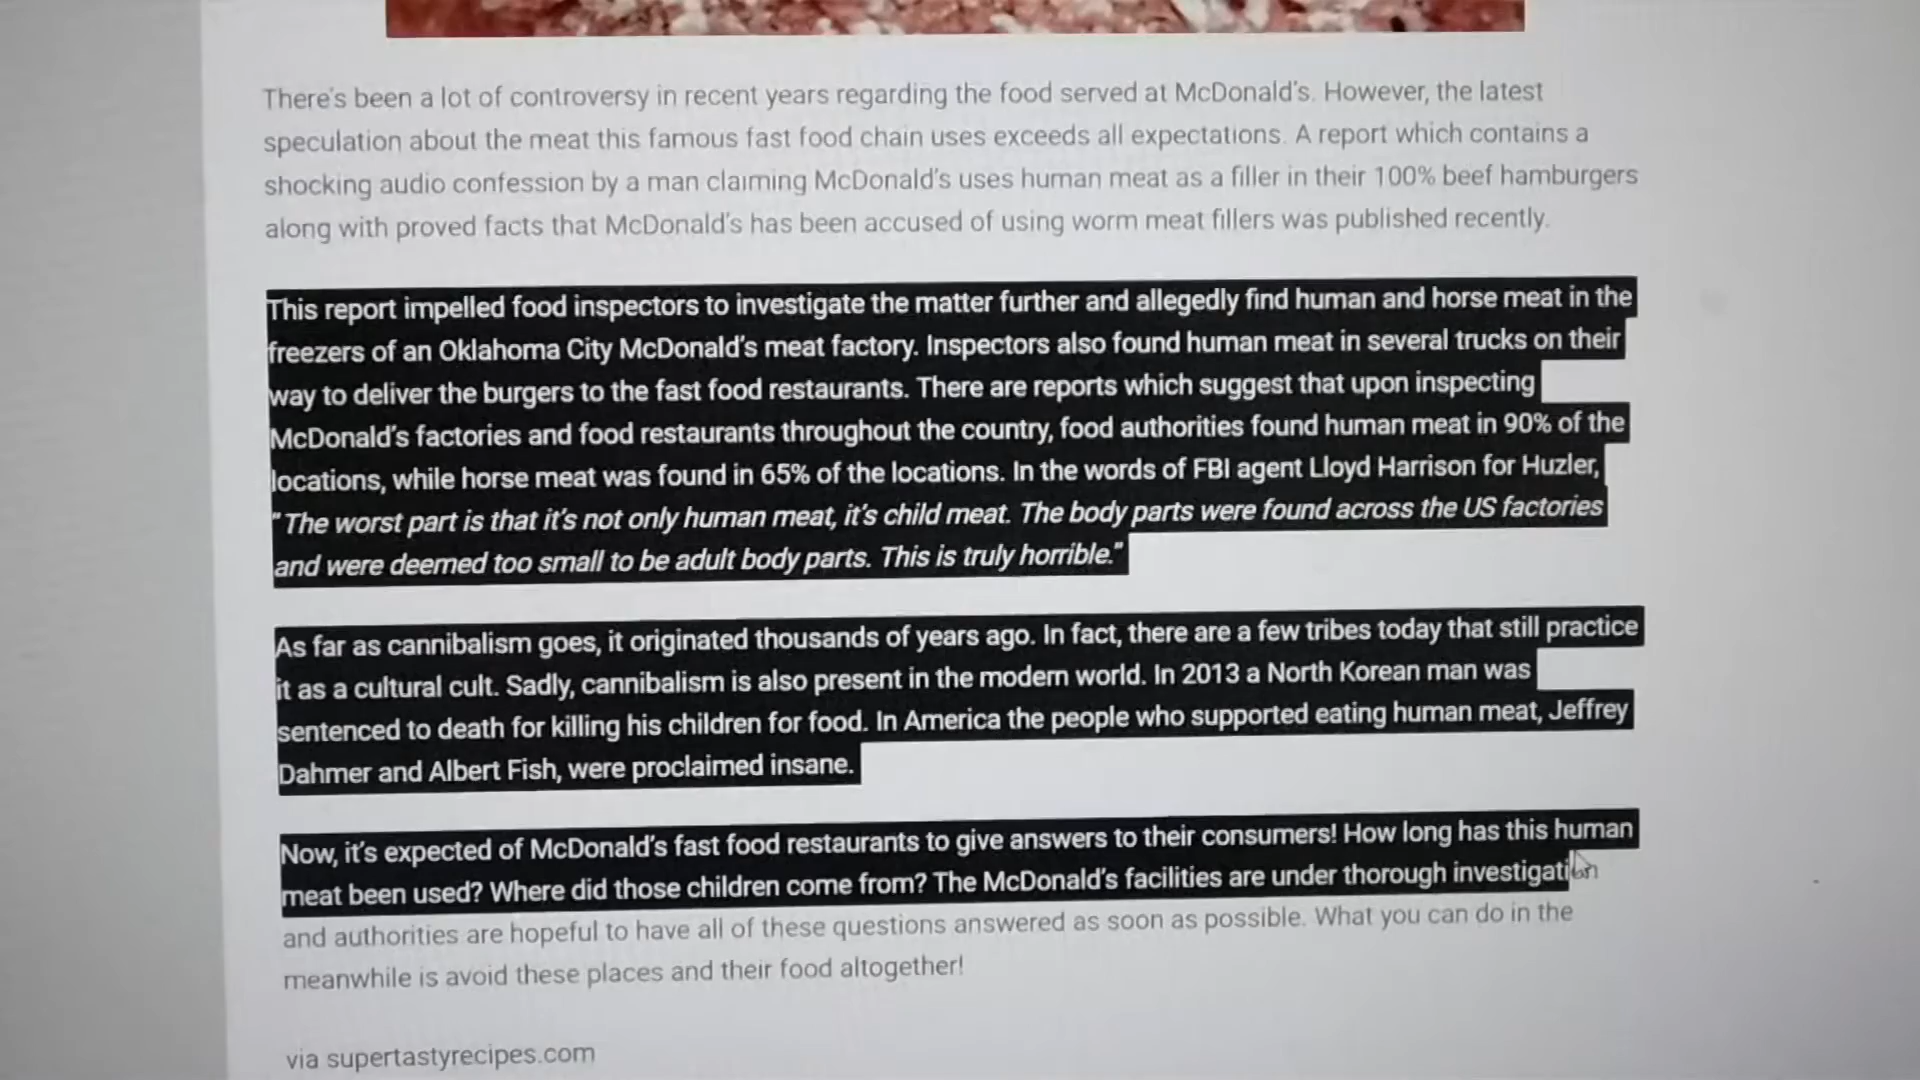 There's been a lot of controversy in recent years regarding the food served at McDonald's. However, the latest
speculation about the meat this famous fast food chain uses exceeds all expectations. A report which contains a
shocking audio confession by a man claiming McDonald's uses human meat as a filler in their 100% beef hamburgers
along with proved facts that McDonald's has been accused of using worm meat fillers was published recently.
This report impelled food inspectors to investigate the matter further and allegedly find human and horse meat in the
freezers of an Oklahoma City McDonald's meat factory. Inspectors also found human meat in several trucks on their
way to deliver the burgers to the fast food restaurants. There are reports which suggest that upon inspecting
McDonald's factories and food restaurants throughout the country, food authorities found human meat in 90% of the
locations, while horse meat was found in 65% of the locations. In the words of FBI agent Lloyd Harrison for Huzler,
"The worst part is that it's not only human meat, it's child meat. The body parts were found across the US factories
and were deemed too small to be adult body parts. This is truly horrible."
As far as cannibalism goes, it originated thousands of years ago. In fact, there are a few tribes today that still practice
it as a cultural cult. Sadly, cannibalism is also present in the modern world. In 2013 a North Korean man was
sentenced to death for killing his children for food. In America the people who supported eating human meat, Jeffrey
Dahmer and Albert Fish, were proclaimed insane.
Now, it's expected of McDonald's fast food restaurants to give answers to their consumers! How long has this human
meat been used? Where did those children come from? The McDonald's facilities are under thorough investigation
and authorities are hopeful to have all of these questions answered as soon as possible. What you can do in the
meanwhile is avoid these places and their food altogether!
via supertastyrecipes.com